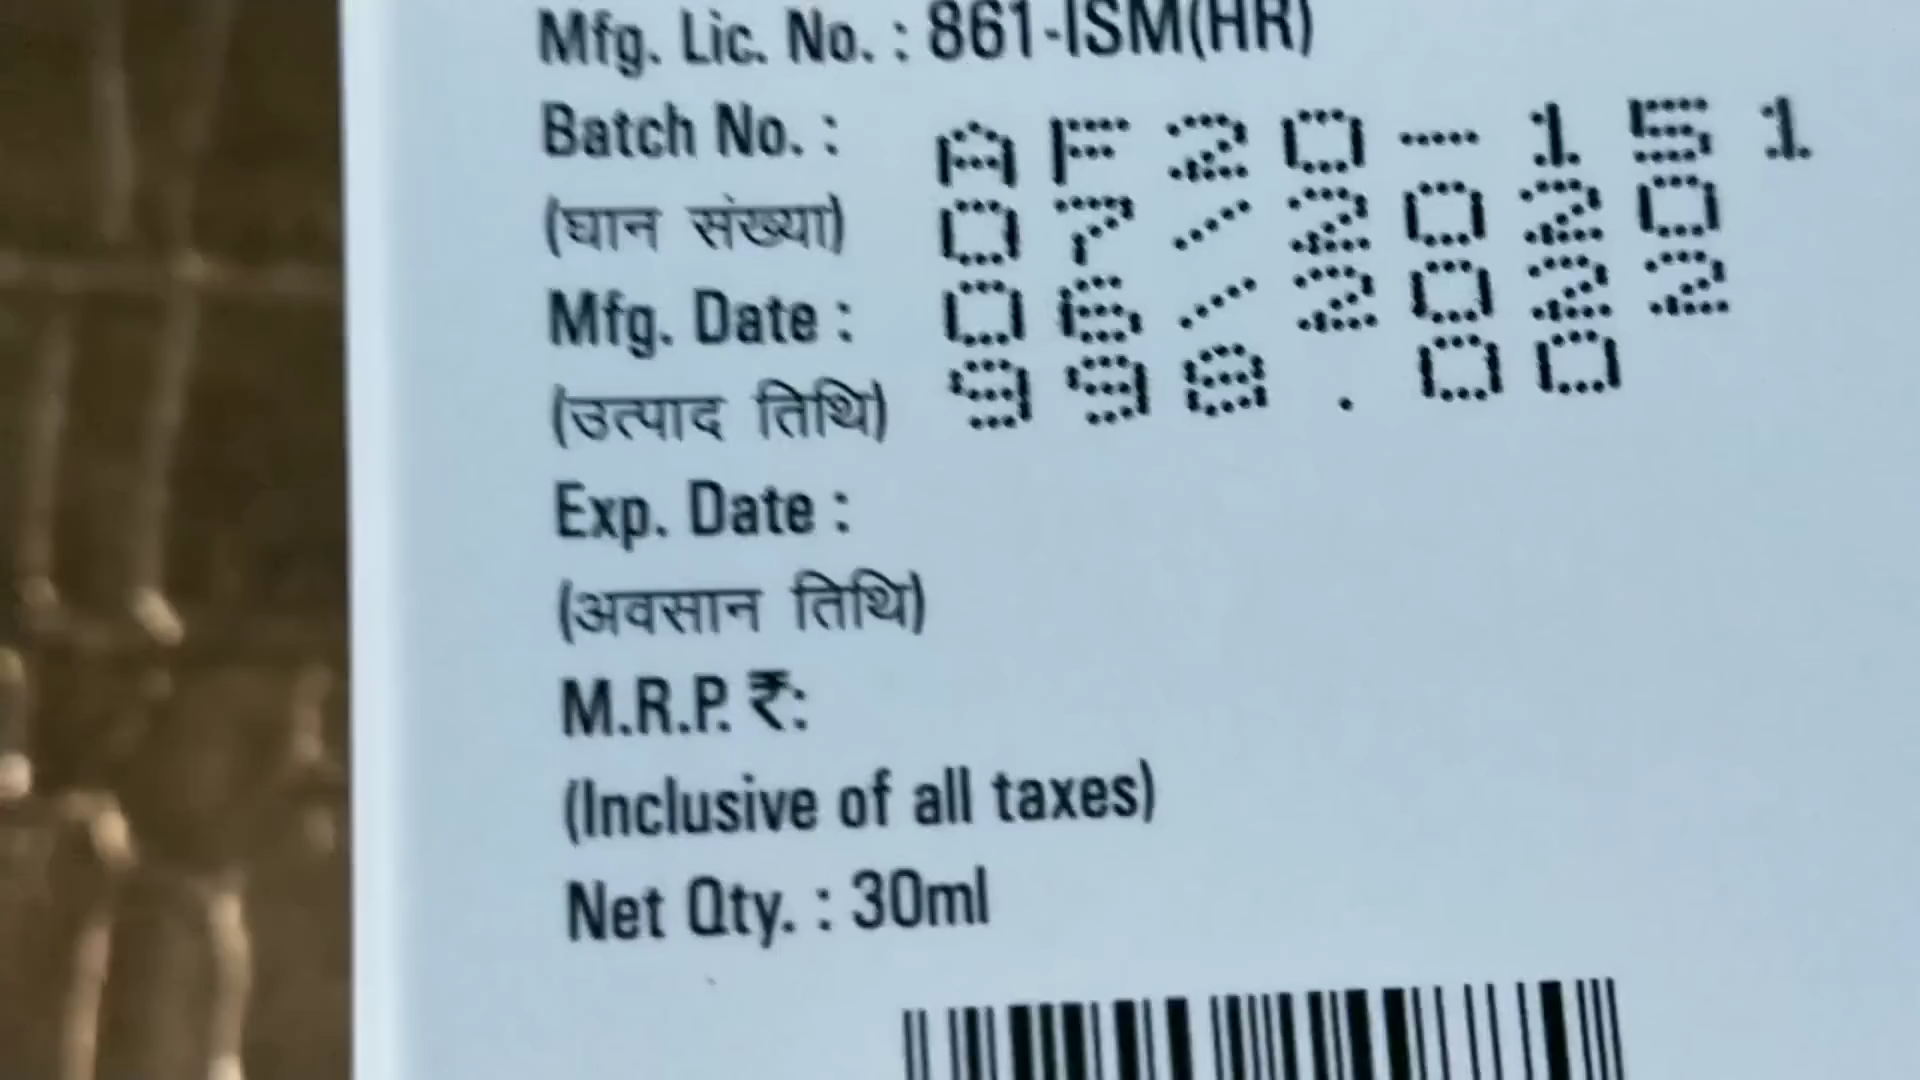 Mfg. Lic. No. : 861-ISM(HR)
Batch No. : AF20-151
(घान संख्या) 07/2020
Mfg. Date : 06/2022
(उत्पाद तिथि) 998.00
Exp. Date :
(अवसान तिथि)
M.R.P. ₹:
(Inclusive of all taxes)
Net Qty. : 30ml